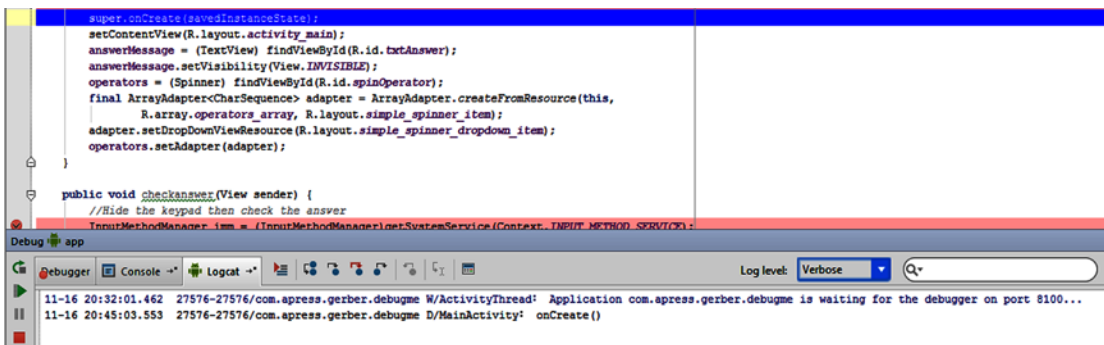 super.onCreate(savedInstanceState);
setContentView(R.layout.activity_main);
answerMessage = (TextView) findViewById(R.id.txtAnswer);
answerMessage.setVisibility(View.INVISIBLE);
operators = (Spinner) findViewById(R.id.spinOperator);
final ArrayAdapter<CharSequence> adapter = ArrayAdapter.createFromResource(this,
R.array.operators_array, R.layout.simple_spinner_item);
adapter.setDropDownViewResource(R.layout.simple_spinner_dropdown_item);
operators.setAdapter(adapter);
}
public void checkanswer(View sender) {
//Hide the keypad then check the answer
InputMethodManager imm = (InputMethodManager)getSystemService(Context.INPUT_METHOD_SERVICE);
Debug app
Debugger Console Logcat Log level: Verbose
11-16 20:32:01.462 27576-27576/com.apress.gerber.debugme W/ActivityThread: Application com.apress.gerber.debugme is waiting for the debugger on port 8100...
11-16 20:45:03.553 27576-27576/com.apress.gerber.debugme D/MainActivity: onCreate()